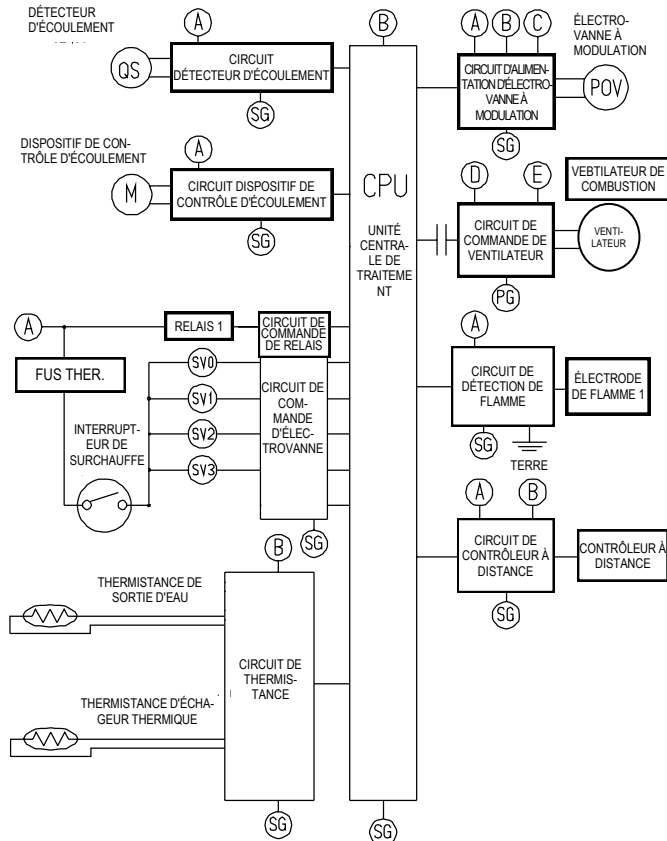 DÉTECTEUR
D'ÉCOULEMENT
A
QS
CIRCUIT
DÉTECTEUR D'ÉCOULEMENT
SG
DISPOSITIF DE CON-
TRÔLE D'ÉCOULEMENT
A
M
CIRCUIT DISPOSITIF DE
CONTRÔLE D'ÉCOULEMENT
SG
A
RELAIS 1
CIRCUIT DE
COMMANDE
DE RELAIS
FUS THER.
SV0
SV1
SV2
SV3
CIRCUIT DE
COM-
MANDE
D'ÉLEC-
TROVANNE
INTERRUPT-
EUR DE
SURCHAUFFE
SG
B
THERMISTANCE DE
SORTIE D'EAU
CIRCUIT DE
THERMIS-
TANCE
THERMISTANCE D'ÉCHA-
GEUR THERMIQUE
SG
B
CPU
UNITÉ
CENTRA-
LE DE
TRAITEME
NT
SG
A
B
C
ÉLECTRO-
VANNE À
MODULATION
CIRCUIT D'ALIMEN-
TATION D'ÉLECTRO-
VANNE À
MODULATION
POV
SG
D
E
VEBTILATEUR DE
COMBUSTION
CIRCUIT DE
COMMANDE DE
VENTILATEUR
VENTI-
LATEUR
PG
A
CIRCUIT DE
DÉTECTION DE
FLAMME
ÉLECTRODE
DE FLAMME 1
SG
TERRE
A
B
CIRCUIT DE
CONTRÔLEUR À
DISTANCE
CONTRÔLEUR À
DISTANCE
SG